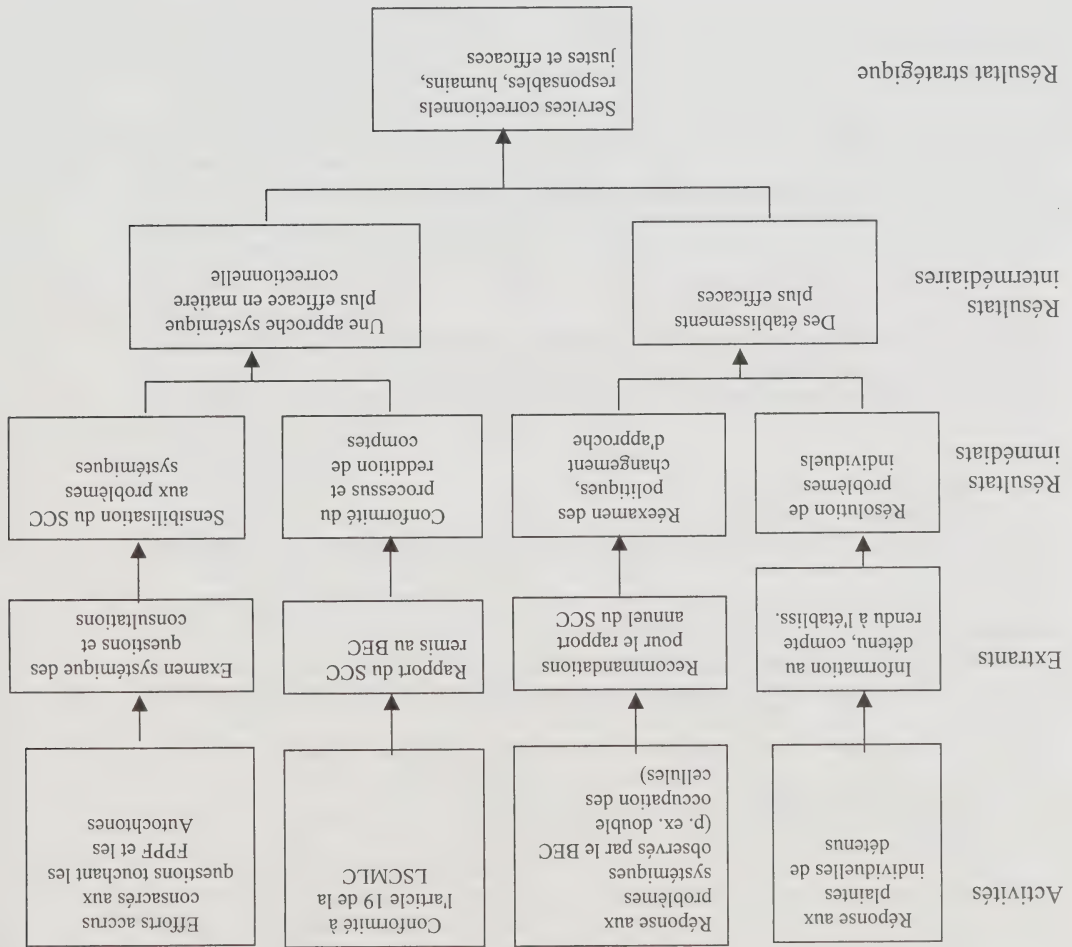 Activités
Réponse aux
plaintes
individuelles de
détenus
Réponse aux
problèmes
systémiques
observés par le BEC
(p. ex. double
occupation des
cellules)
Conformité à
l'article 19 de la
LSCMLC
Efforts accrus
consacrés aux
questions touchant les
FPPF et les
Autochtones
Extrants
Information au
détenu, compte
rendu à l'établiss.
Recommandations
pour le rapport
annuel du SCC
Rapport du SCC
remis au BEC
Examen systémique des
questions et
consultations
Résultats
immédiats
Résolution de
problèmes
individuels
Réexamen des
politiques,
changement
d'approche
Conformité du
processus et
reddition de
comptes
Sensibilisation du SCC
aux problèmes
systémiques
Résultats
intermédiaires
Des établissements
plus efficaces
Une approche systémique
plus efficace en matière
correctionnelle
Résultat stratégique
Services correctionnels
responsables, humains,
justes et efficaces